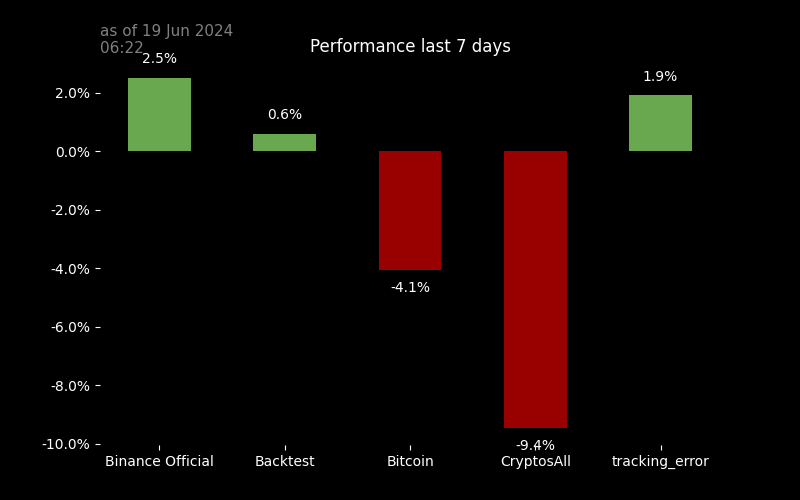 as of 19 Jun 2024
06:22
Performance last 7 days
2.5%
0.6%
1.9%
2.0%
0.0%
-2.0%
-4.0%
-6.0%
-8.0%
-10.0%
-4.1%
-9.4%
Binance Official
Backtest
Bitcoin
CryptosAll
tracking_error